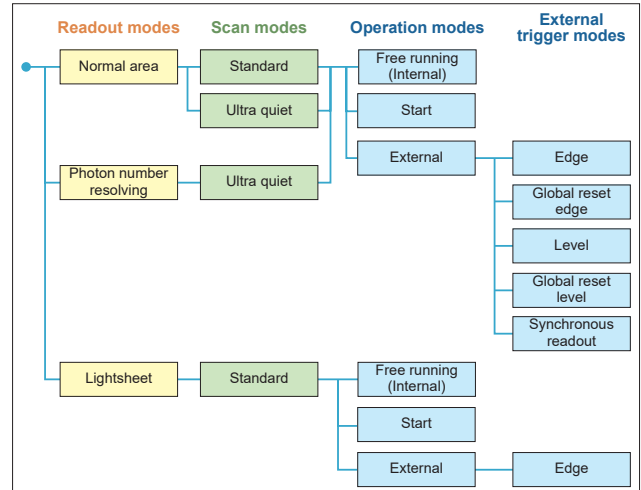 Readout modes
Scan modes
Operation modes
External
trigger modes
Normal area
Standard
Free running
(Internal)
Ultra quiet
Start
External
Edge
Photon number
resolving
Ultra quiet
Global reset
edge
Level
Global reset
level
Synchronous
readout
Lightsheet
Standard
Free running
(Internal)
Start
External
Edge